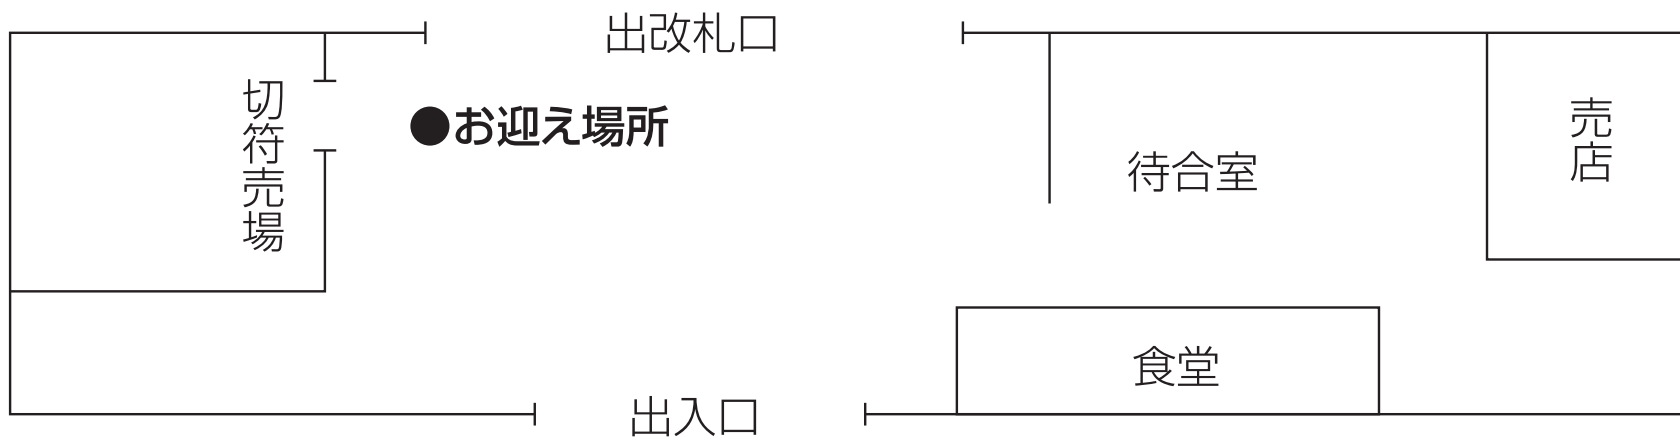 出改札口
切符売場
●お迎え場所
待合室
売店
食堂
出入口